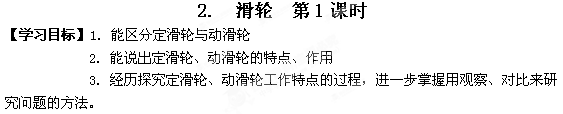 2. 滑轮 第1课时
【学习目标】1. 能区分定滑轮与动滑轮
2. 能说出定滑轮、动滑轮的特点、作用
3. 经历探究定滑轮、动滑轮工作特点的过程，进一步掌握用观察、对比来研
究问题的方法。